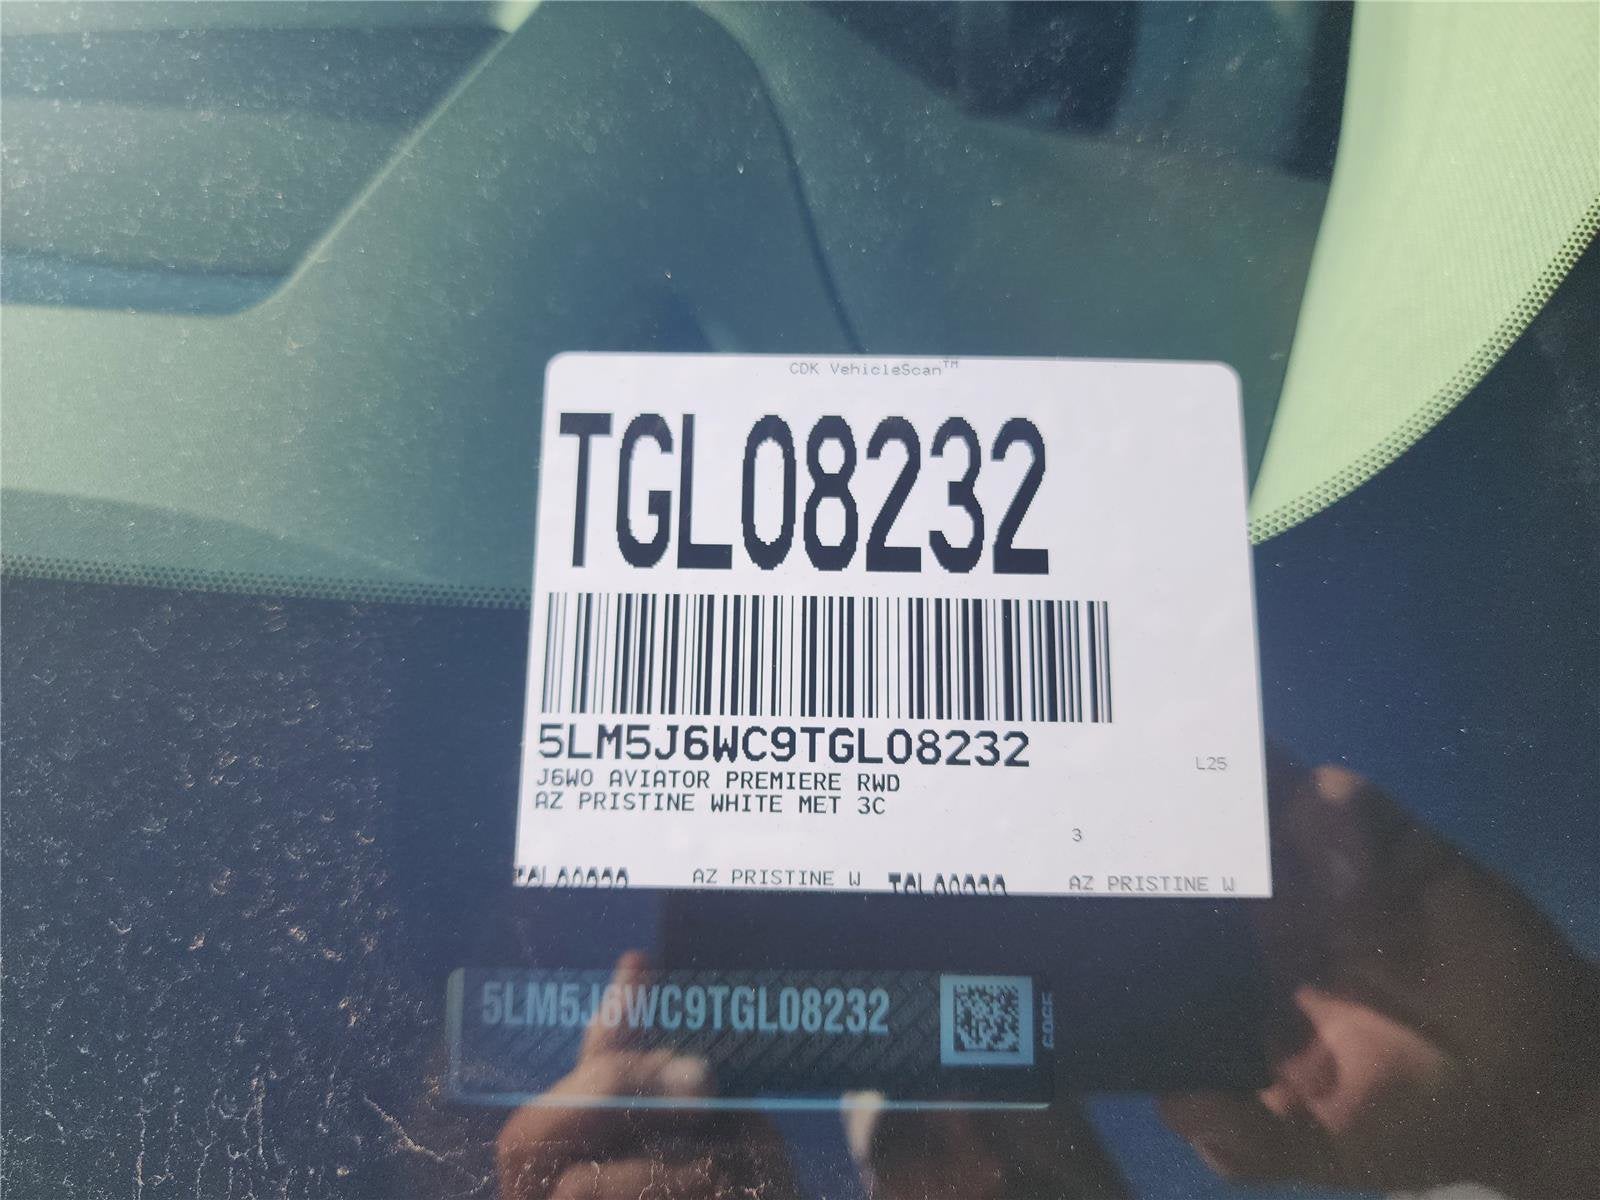 CDK VehicleScan™
TGL08232
5LM5J6WC9TGL08232
J6W0 AVIATOR PREMIERE RWD
AZ PRISTINE WHITE MET 3C
L25
3
AZ PRISTINE W
AZ PRISTINE W
5LM5J6WC9TGL08232